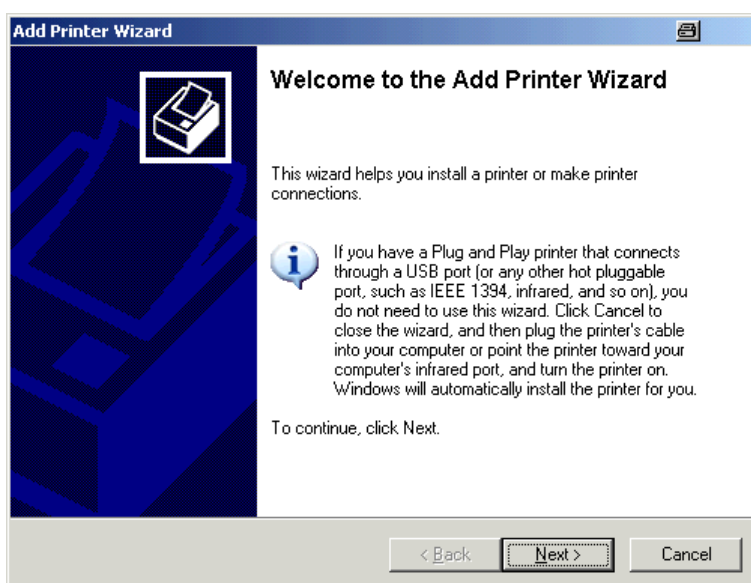 Add Printer Wizard
Welcome to the Add Printer Wizard
This wizard helps you install a printer or make printer
connections.
If you have a Plug and Play printer that connects
through a USB port (or any other hot pluggable
port, such as IEEE 1394, infrared, and so on), you
do not need to use this wizard. Click Cancel to
close the wizard, and then plug the printer's cable
into your computer or point the printer toward your
computer's infrared port, and turn the printer on.
Windows will automatically install the printer for you.
To continue, click Next.
< Back Next > Cancel